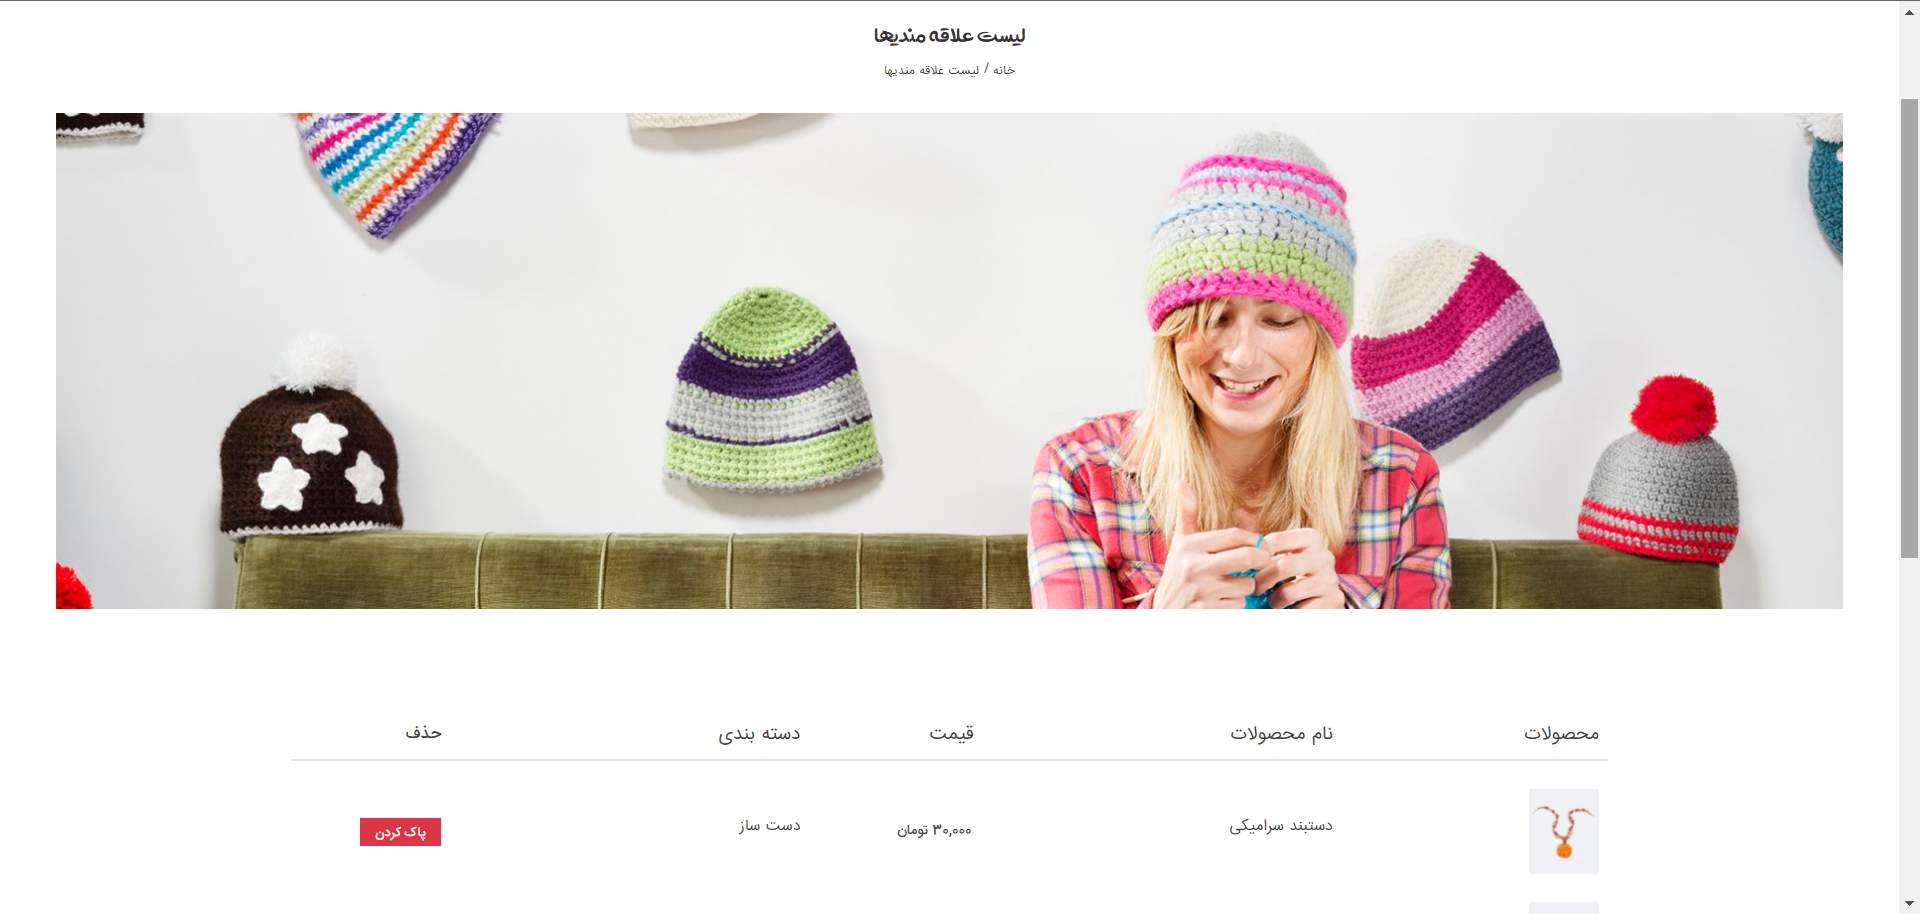 لیست علاقه مندیها
خانه / لیست علاقه مندیها
محصولات نام محصولات قیمت دسته بندی حذف
دستبند سرامیکی ۳۰,۰۰۰ تومان دست ساز پاک کردن